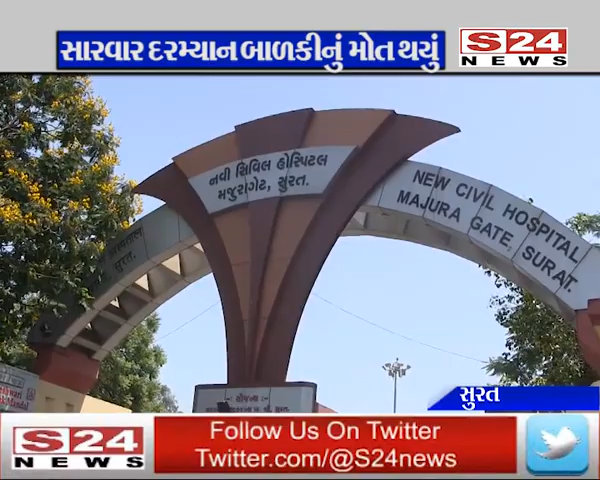 સારવાર દરમ્યાન બાળકીનું મોત થયું
S24
NEWS
નવી સિવિલ હોસ્પિટલ
મજુરાગેટ, સુરત.
NEW CIVIL HOSPITAL
MAJURA GATE, SURAT.
સુરત.
સુરત
S24
NEWS
Follow Us On Twitter
Twitter.com/@S24news